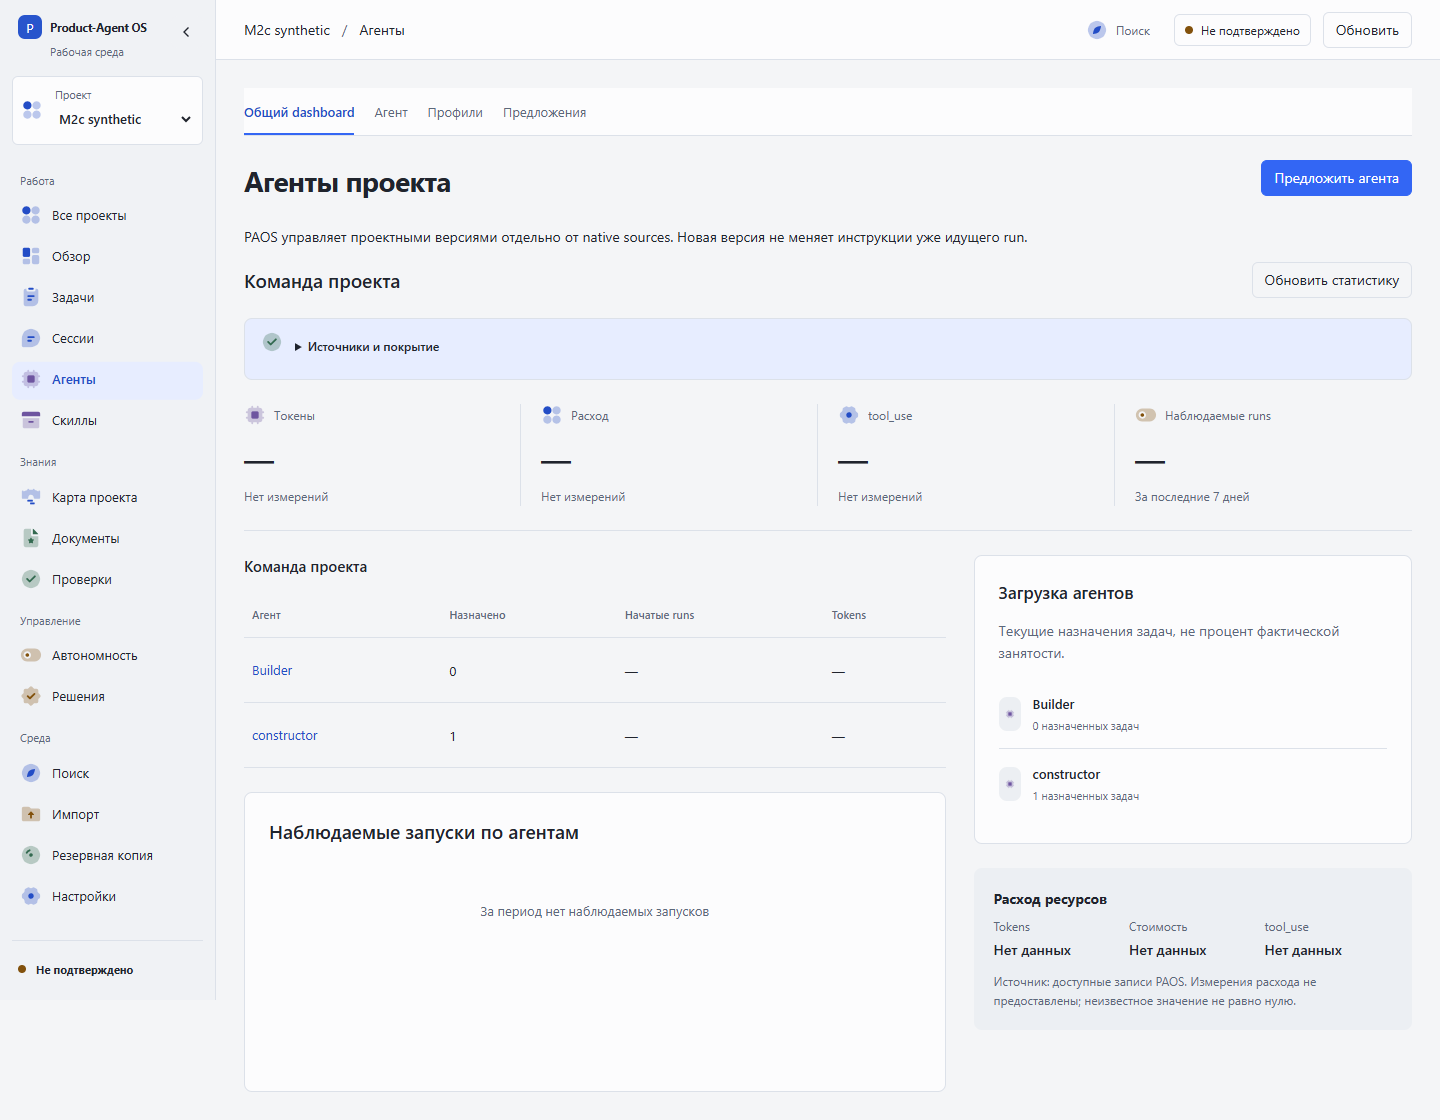 P
Product-Agent OS
Рабочая среда
Проект
M2c synthetic
Работа
Все проекты
Обзор
Задачи
Сессии
Агенты
Скиллы
Знания
Карта проекта
Документы
Проверки
Управление
Автономность
Решения
Среда
Поиск
Импорт
Резервная копия
Настройки
Не подтверждено
M2c synthetic / Агенты
Поиск
Не подтверждено
Обновить
Общий dashboard
Агент
Профили
Предложения
Агенты проекта
Предложить агента
PAOS управляет проектными версиями отдельно от native sources. Новая версия не меняет инструкции уже идущего run.
Команда проекта
Обновить статистику
Источники и покрытие
Токены
—
Нет измерений
Расход
—
Нет измерений
tool_use
—
Нет измерений
Наблюдаемые runs
—
За последние 7 дней
Команда проекта
Агент Назначено Начатые runs Tokens
Builder 0 — —
constructor 1 — —
Наблюдаемые запуски по агентам
За период нет наблюдаемых запусков
Загрузка агентов
Текущие назначения задач, не процент фактической
занятости.
Builder
0 назначенных задач
constructor
1 назначенных задач
Расход ресурсов
Tokens Стоимость tool_use
Нет данных Нет данных Нет данных
Источник: доступные записи PAOS. Измерения расхода не
предоставлены; неизвестное значение не равно нулю.